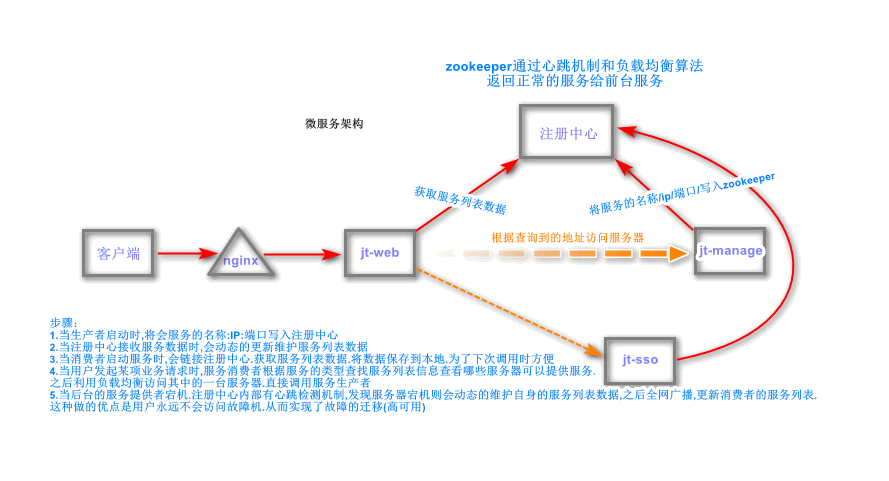 zookeeper通过心跳机制和负载均衡算法
返回正常的服务给前台服务
微服务架构
注册中心
获取服务列表数据
将服务的名称/ip/端口/写入zookeeper
根据查询到的地址访问服务器
客户端
nginx
jt-web
jt-manage
jt-sso
步骤：
1.当生产者启动时,将会服务的名称:IP:端口写入注册中心
2.当注册中心接收服务数据时,会动态的更新维护服务列表数据
3.当消费者启动服务时,会链接注册中心.获取服务列表数据.将数据保存到本地.为了下次调用时方便
4.当用户发起某项业务请求时,服务消费者根据服务的类型查找服务列表信息查看哪些服务器可以提供服务.
之后利用负载均衡访问其中的一台服务器.直接调用服务生产者
5.当后台的服务提供者宕机.注册中心内部有心跳检测机制,发现服务器宕机则会动态的维护自身的服务列表数据,之后全网广播,更新消费者的服务列表.
这种做的优点是用户永远不会访问故障机.从而实现了故障的迁移(高可用)